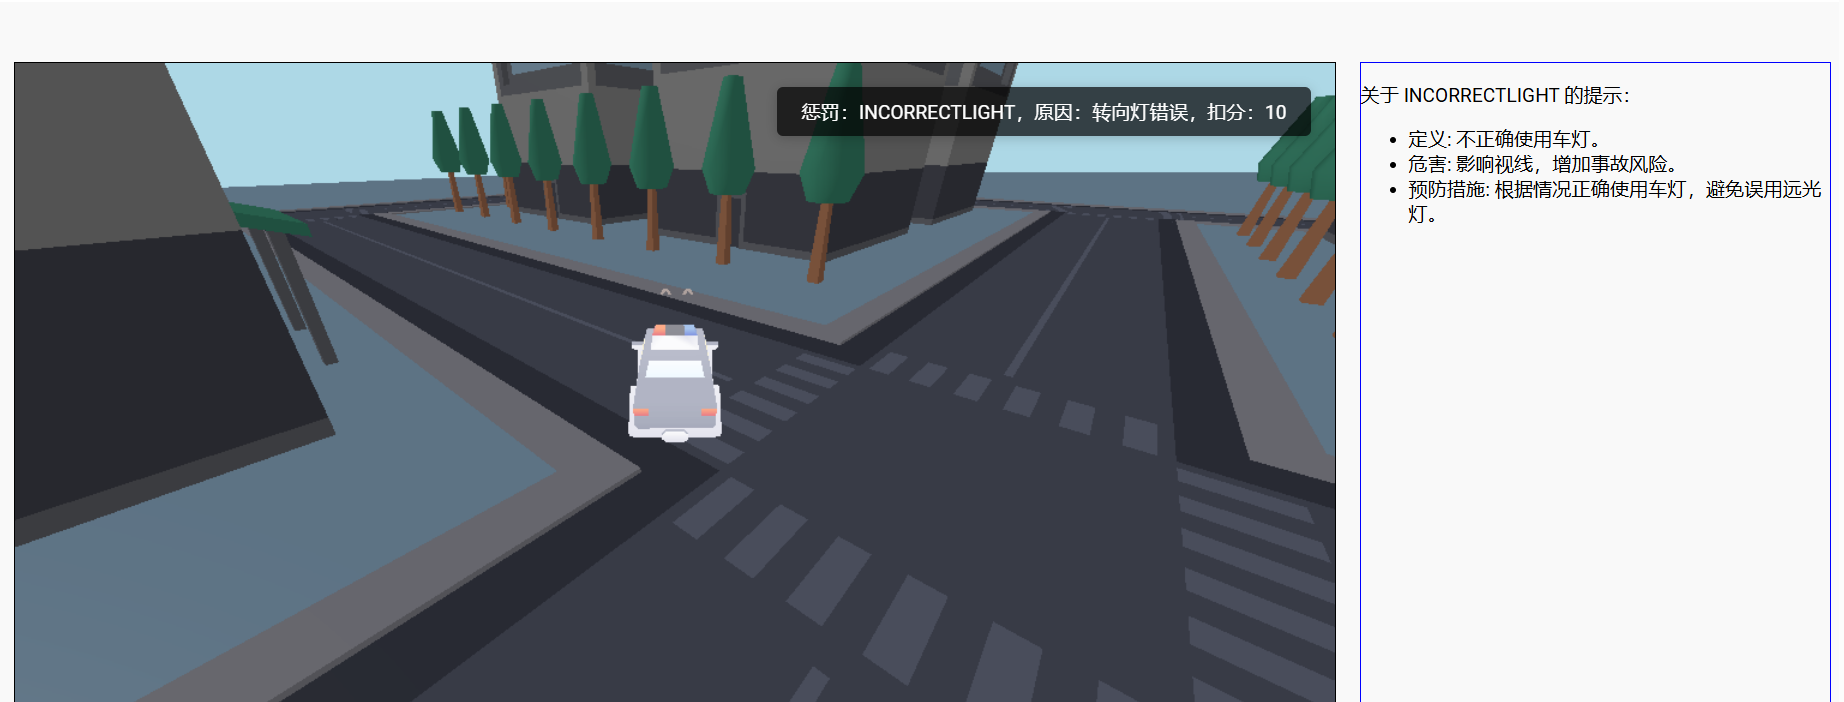 惩罚：INCORRECTLIGHT，原因：转向灯错误，扣分：10
关于 INCORRECTLIGHT 的提示：
定义: 不正确使用车灯。
危害: 影响视线，增加事故风险。
预防措施: 根据情况正确使用车灯，避免误用远光
灯。